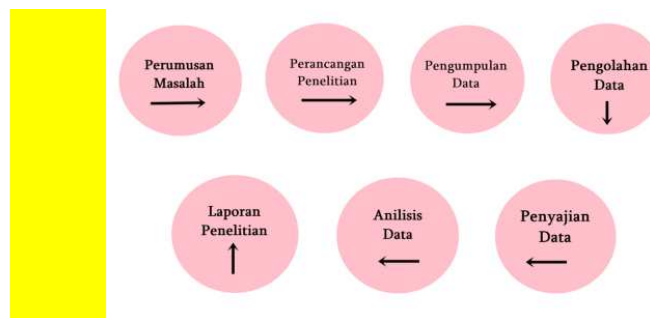 Perumusan
Masalah
Perancangan
Penelitian
Pengumpulan
Data
Pengolahan
Data
Laporan
Penelitian
Anilisis
Data
Penyajian
Data